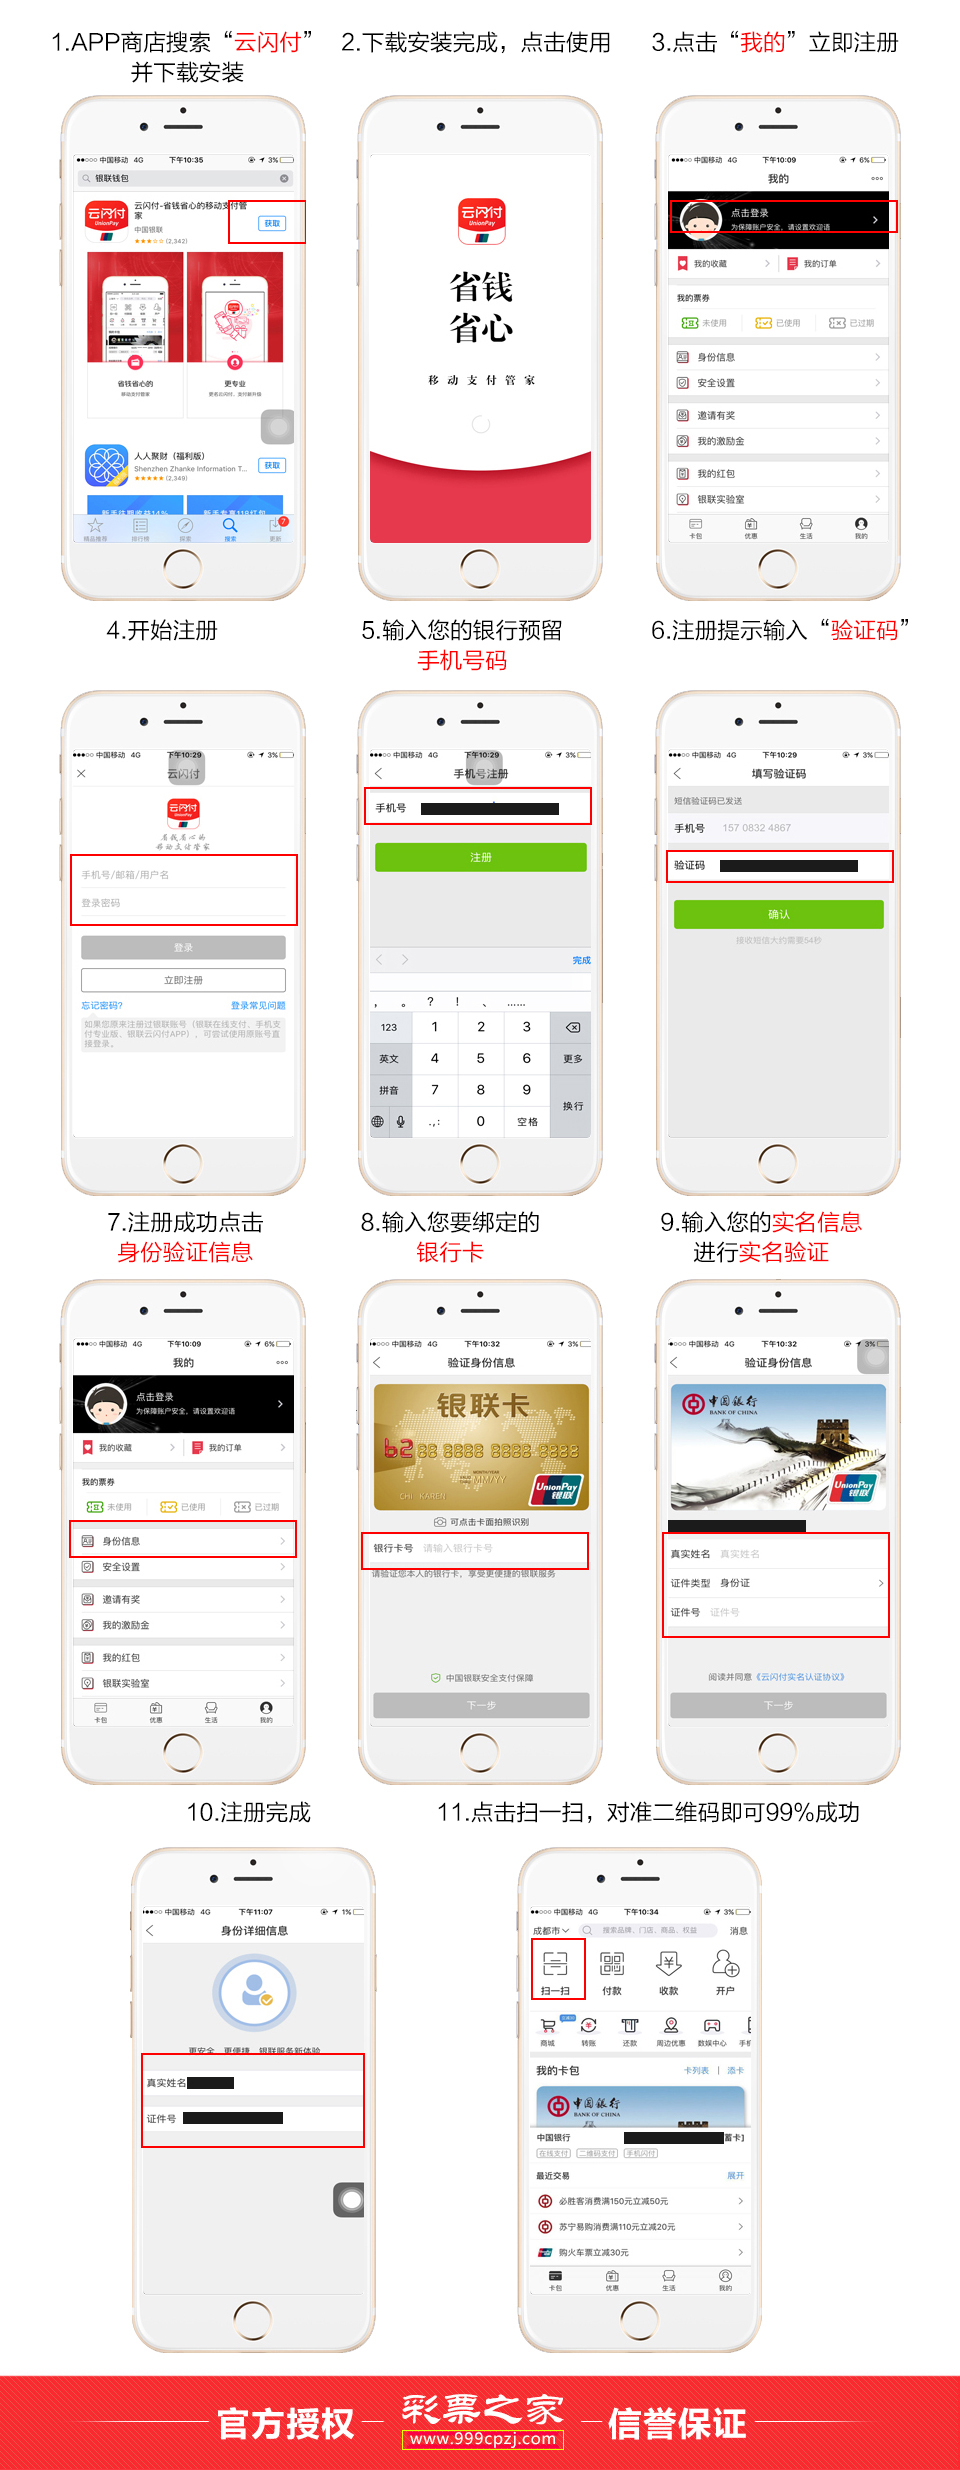 1.APP商店搜索“云闪付”
并下载安装
2.下载安装完成，点击使用
3.点击“我的”立即注册
中国移动 4G 下午10:35 3%
银联钱包
云闪付-省钱省心的移动支付管
家
中国银联
(2,342)
获取
省钱省心的
移动支付管家
更专业
更名云闪付，支付新升级
人人聚财（福利版）
Shenzhen Zhanke Information T...
(2,349)
获取
精品推荐
排行榜
探索
搜索
更新
7
云闪付
UnionPay
省钱
省心
移动支付管家
中国移动 4G 下午10:09 6%
我的
点击登录
为保障账户安全，请设置欢迎语
我的收藏
我的订单
我的票券
未使用
已使用
已过期
身份信息
安全设置
邀请有奖
我的激励金
我的红包
银联实验室
卡包
优惠
生活
我的
4.开始注册
5.输入您的银行预留
手机号码
6.注册提示输入“验证码”
中国移动 4G 下午10:29 3%
云闪付
云闪付
省钱省心的
移动支付管家
手机号/邮箱/用户名
登录密码
登录
立即注册
忘记密码?
登录常见问题
如果您原来注册过银联账号（银联在线支付、手机支
付专业版、银联云闪付APP），可尝试使用原账号直
接登录。
中国移动 4G 下午10:29 3%
手机号注册
手机号
注册
完成
， 。 ? ! 、 ......
123 1 2 3
英文 4 5 6 更多
拼音 7 8 9 换行
.,: 0 空格
中国移动 4G 下午10:29 3%
填写验证码
短信验证码已发送
手机号 157 0832 4867
验证码
确认
接收短信大约需要54秒
7.注册成功点击
身份验证信息
8.输入您要绑定的
银行卡
9.输入您的实名信息
进行实名验证
中国移动 4G 下午10:09 6%
我的
点击登录
为保障账户安全，请设置欢迎语
我的收藏
我的订单
我的票券
未使用
已使用
已过期
身份信息
安全设置
邀请有奖
我的激励金
我的红包
银联实验室
卡包
优惠
生活
我的
中国移动 4G 下午10:32 3%
验证身份信息
银联卡
62 88 8888 8888 8888
MONTH/YEAR
MM/YY
CHI KAREN
UnionPay
银联
可点击卡面拍照识别
银行卡号 请输入银行卡号
请验证您本人的银行卡，享受更便捷的银联服务
中国银联安全支付保障
下一步
中国移动 4G 下午10:32 3%
验证身份信息
中国银行
BANK OF CHINA
UnionPay
银联
真实姓名 真实姓名
证件类型 身份证
证件号 证件号
阅读并同意《云闪付实名认证协议》
下一步
10.注册完成
11.点击扫一扫，对准二维码即可99%成功
中国移动 4G 下午11:07 1%
身份详细信息
更安全、更便捷，银联服务新体验
真实姓名
证件号
中国移动 4G 下午10:34 3%
成都市
搜索品牌、门店、商品、权益
消息
扫一扫
付款
收款
开户
商城
转账
还款
周边优惠
数娱中心
手机
我的卡包
卡列表 | 添卡
中国银行
BANK OF CHINA
中国银行
蓄卡]
在线支付 二维码支付 手机闪付
最近交易
展开
必胜客消费满150元立减50元
苏宁易购消费满110元立减20元
购火车票立减30元
卡包
优惠
生活
我的
官方授权
彩票之家
www.999cpzj.com
信誉保证